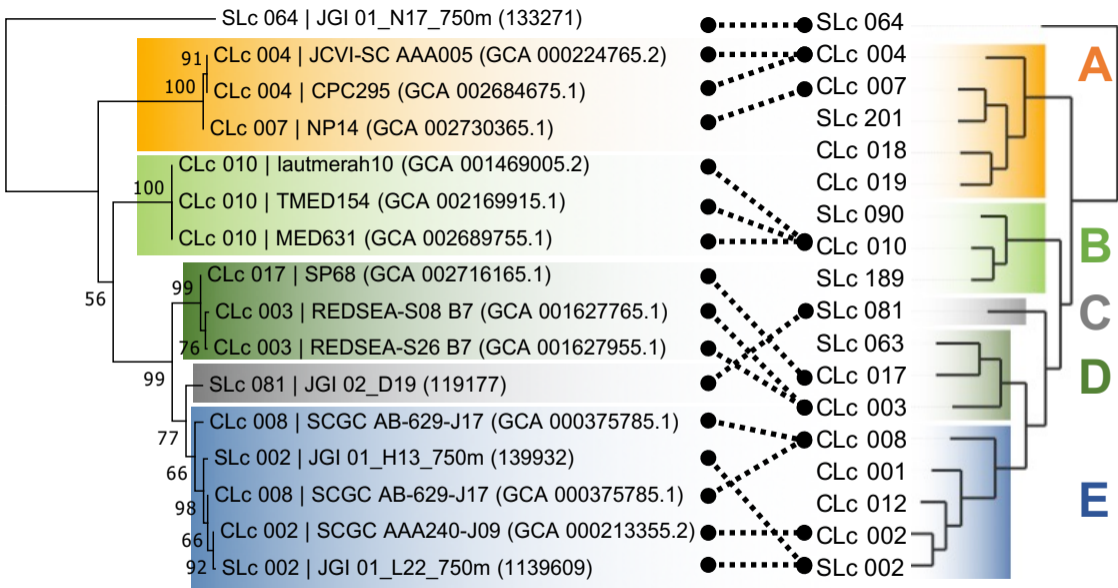 SLc 064 | JGI 01_N17_750m (133271)
CLc 004 | JCVI-SC AAA005 (GCA 000224765.2)
CLc 004 | CPC295 (GCA 002684675.1)
CLc 007 | NP14 (GCA 002730365.1)
CLc 010 | lautmerah10 (GCA 001469005.2)
CLc 010 | TMED154 (GCA 002169915.1)
CLc 010 | MED631 (GCA 002689755.1)
CLc 017 | SP68 (GCA 002716165.1)
CLc 003 | REDSEA-S08 B7 (GCA 001627765.1)
CLc 003 | REDSEA-S26 B7 (GCA 001627955.1)
SLc 081 | JGI 02_D19 (119177)
CLc 008 | SCGC AB-629-J17 (GCA 000375785.1)
SLc 002 | JGI 01_H13_750m (139932)
CLc 008 | SCGC AB-629-J17 (GCA 000375785.1)
CLc 002 | SCGC AAA240-J09 (GCA 000213355.2)
SLc 002 | JGI 01_L22_750m (1139609)
91
100
100
56
99
76
99
77
66
98
66
92
SLc 064
CLc 004
CLc 007
SLc 201
CLc 018
CLc 019
SLc 090
CLc 010
SLc 189
SLc 081
SLc 063
CLc 017
CLc 003
CLc 008
CLc 001
CLc 012
CLc 002
SLc 002
A
B
C
D
E